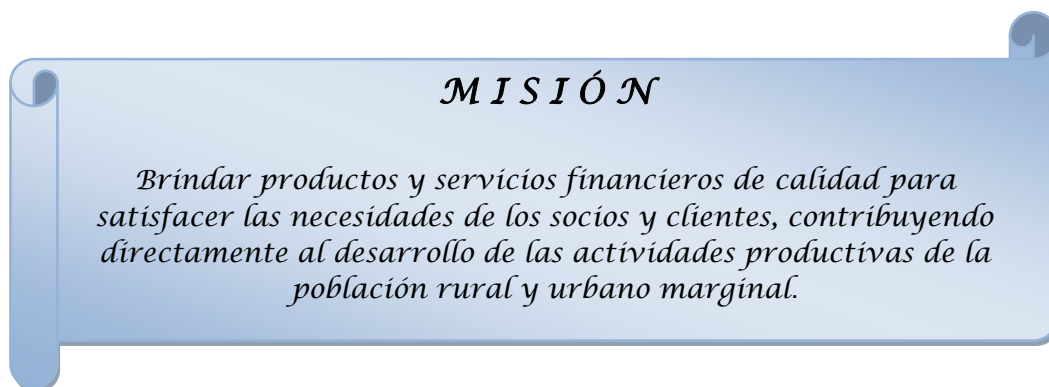 M I S I Ó N
Brindar productos y servicios financieros de calidad para
satisfacer las necesidades de los socios y clientes, contribuyendo
directamente al desarrollo de las actividades productivas de la
población rural y urbano marginal.